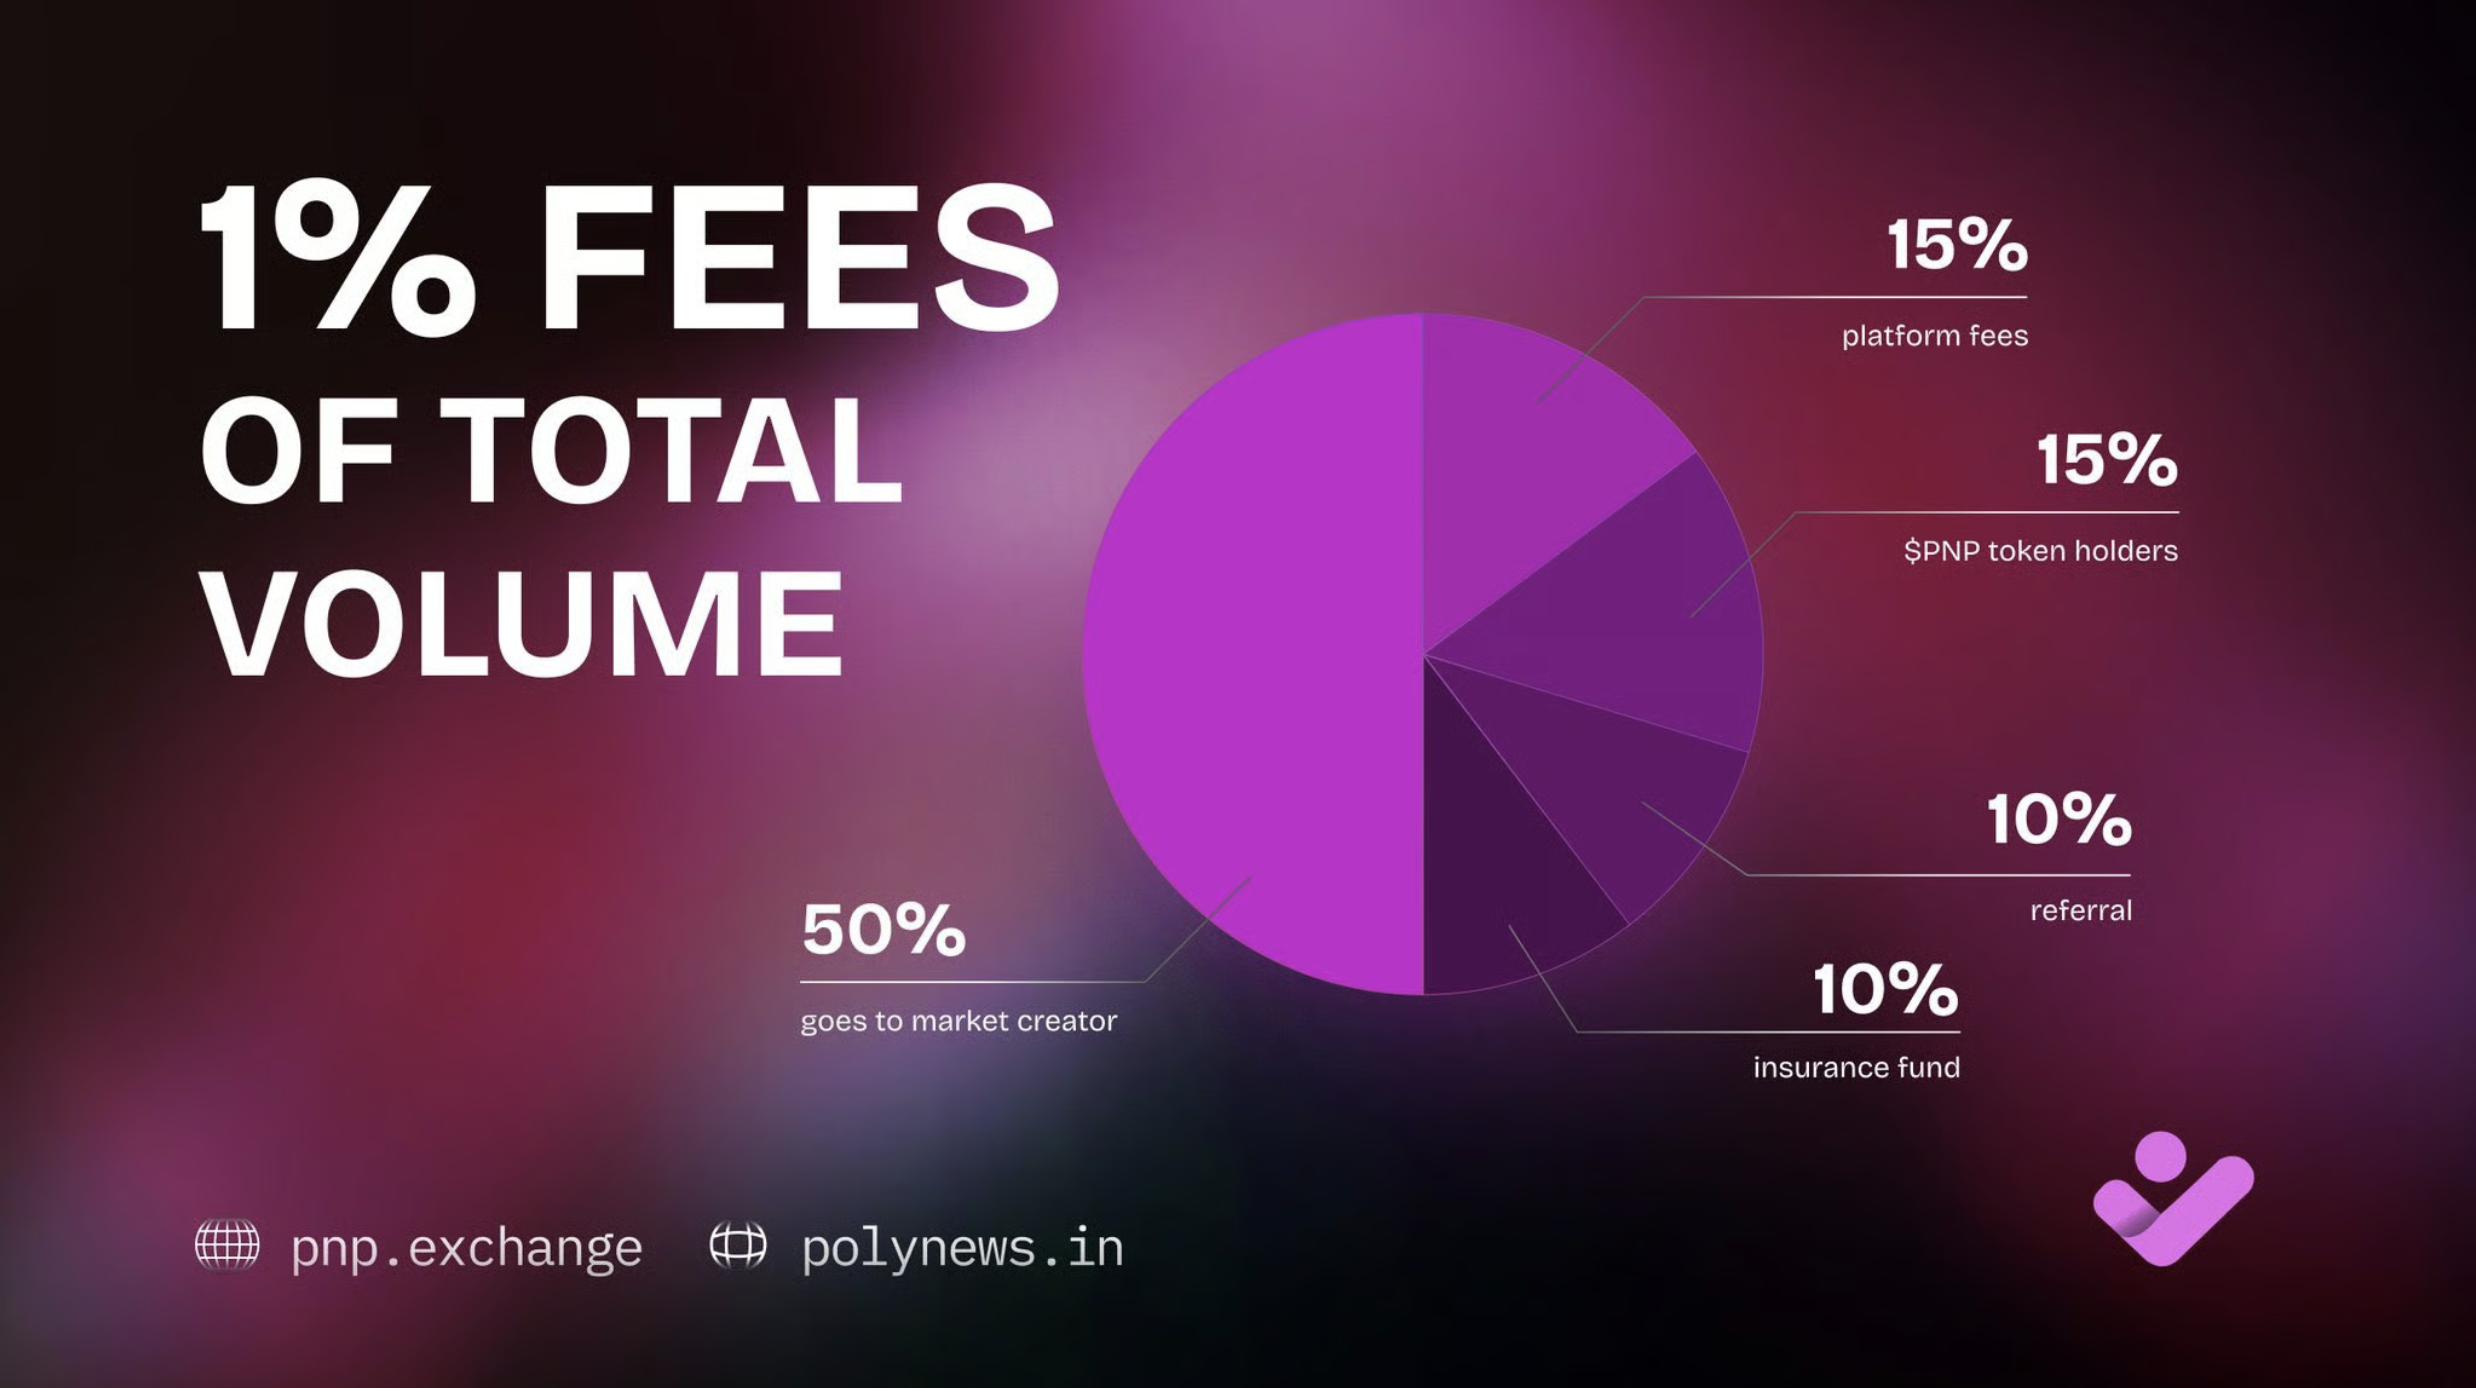 1% FEES
OF TOTAL
VOLUME
15%
platform fees
15%
$PNP token holders
10%
referral
10%
insurance fund
50%
goes to market creator
pnp.exchange
polynews.in